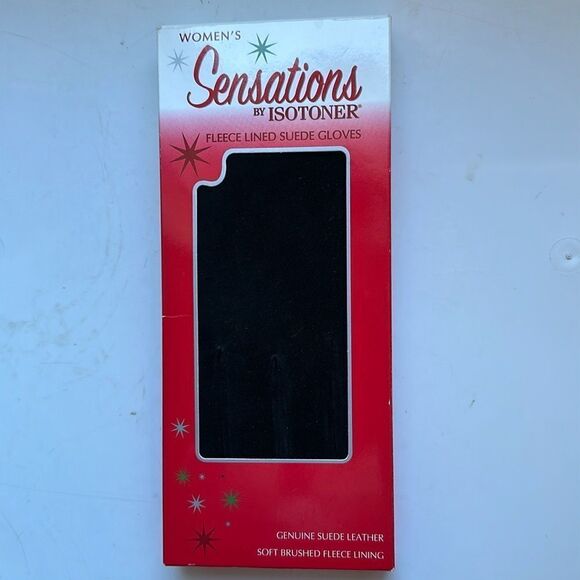 WOMEN'S
Sensations
BY ISOTONER®
FLEECE LINED SUEDE GLOVES
GENUINE SUEDE LEATHER
SOFT BRUSHED FLEECE LINING